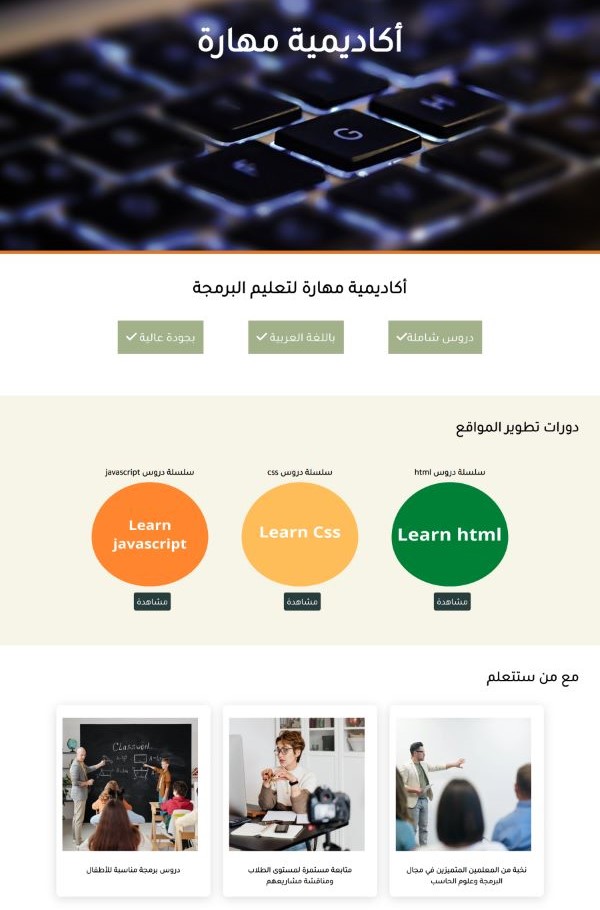 أكاديمية مهارة
G
H
أكاديمية مهارة لتعليم البرمجة
دروس شاملة
باللغة العربية
بجودة عالية
دورات تطوير المواقع
سلسلة دروس html
سلسلة دروس css
سلسلة دروس javascript
Learn html
Learn Css
Learn
javascript
مشاهدة
مشاهدة
مشاهدة
مع من ستتعلم
Classwork
نخبة من المعلمين المتميزين في مجال
البرمجة وعلوم الحاسب
متابعة مستمرة لمستوى الطلاب
ومناقشة مشاريعهم
دروس برمجة مناسبة للأطفال